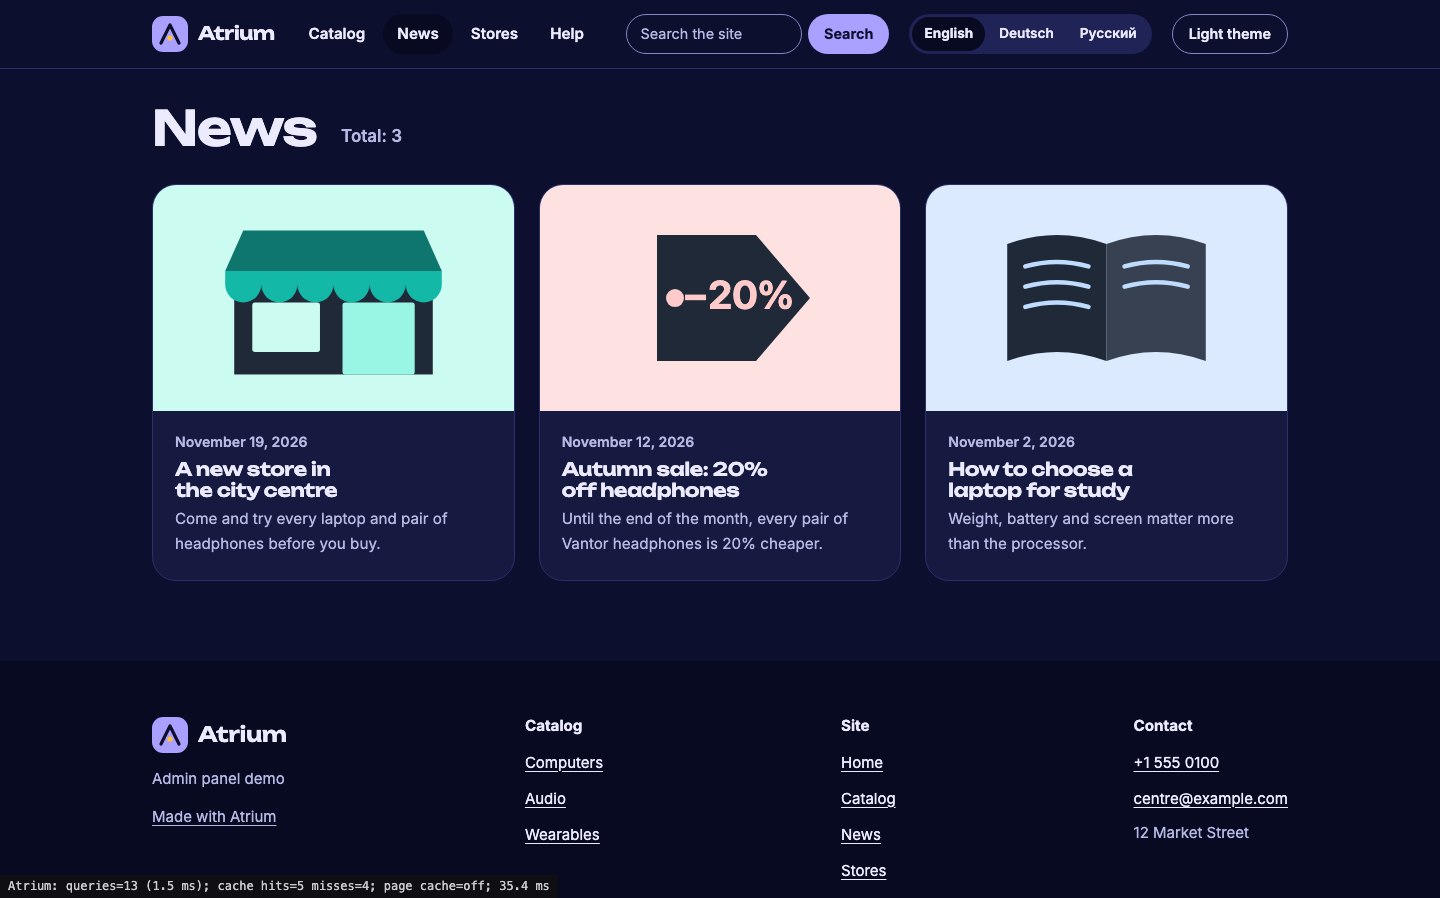 Atrium
Catalog
News
Stores
Help
Search the site
Search
English
Deutsch
Русский
Light theme
News
Total: 3
−20%
November 19, 2026
A new store in
the city centre
Come and try every laptop and pair of
headphones before you buy.
November 12, 2026
Autumn sale: 20%
off headphones
Until the end of the month, every pair of
Vantor headphones is 20% cheaper.
November 2, 2026
How to choose a
laptop for study
Weight, battery and screen matter more
than the processor.
Atrium
Admin panel demo
Made with Atrium
Catalog
Computers
Audio
Wearables
Site
Home
Catalog
News
Stores
Contact
+1 555 0100
centre@example.com
12 Market Street
Atrium: queries=13 (1.5 ms); cache hits=5 misses=4; page cache=off; 35.4 ms